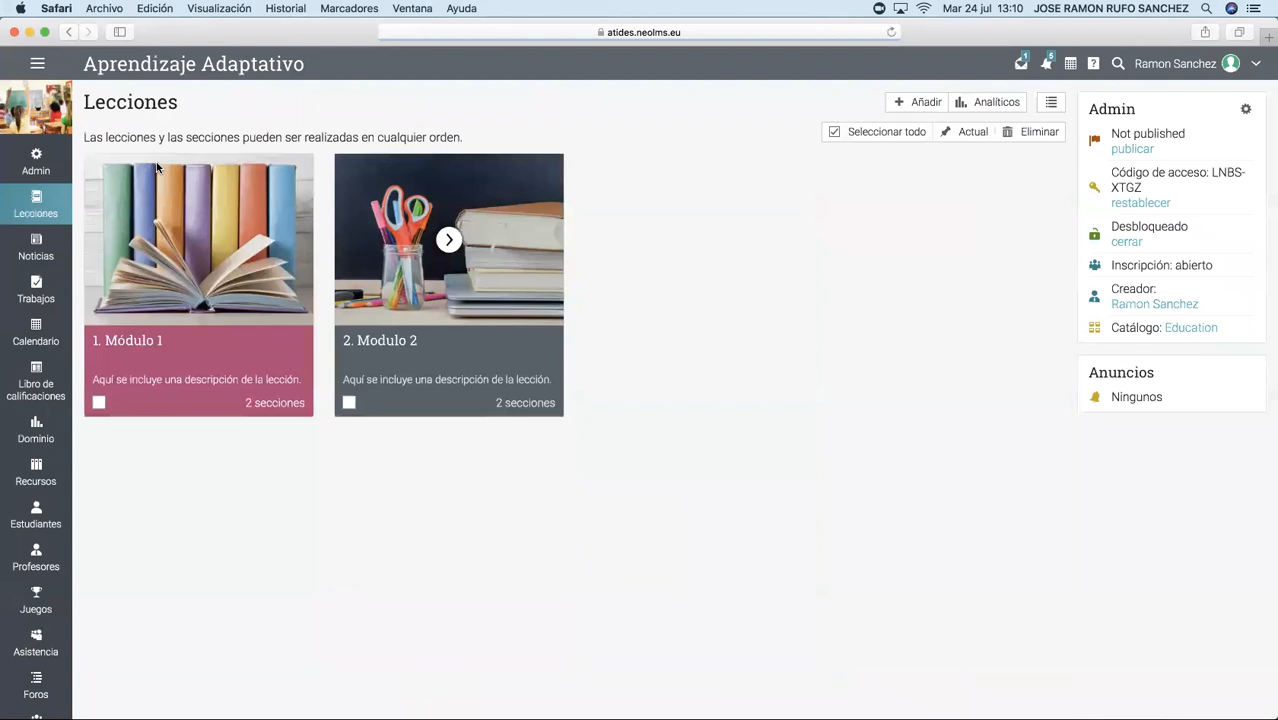 Safari Archivo Edición Visualización Historial Marcadores Ventana Ayuda Mar 24 jul 13:10 JOSE RAMON RUFO SANCHEZ
atides.neolms.eu
Aprendizaje Adaptativo
1 5 ? Ramon Sanchez
Lecciones
+ Añadir
Analíticos
Las lecciones y las secciones pueden ser realizadas en cualquier orden.
Seleccionar todo
Actual
Eliminar
Admin
Lecciones
Noticias
Trabajos
Calendario
Libro de
calificaciones
Dominio
Recursos
Estudiantes
Profesores
Juegos
Asistencia
Foros
1. Módulo 1
Aquí se incluye una descripción de la lección.
2 secciones
2. Modulo 2
Aquí se incluye una descripción de la lección.
2 secciones
Admin
Not published
publicar
Código de acceso: LNBS-
XTGZ
restablecer
Desbloqueado
cerrar
Inscripción: abierto
Creador:
Ramon Sanchez
Catálogo: Education
Anuncios
Ningunos